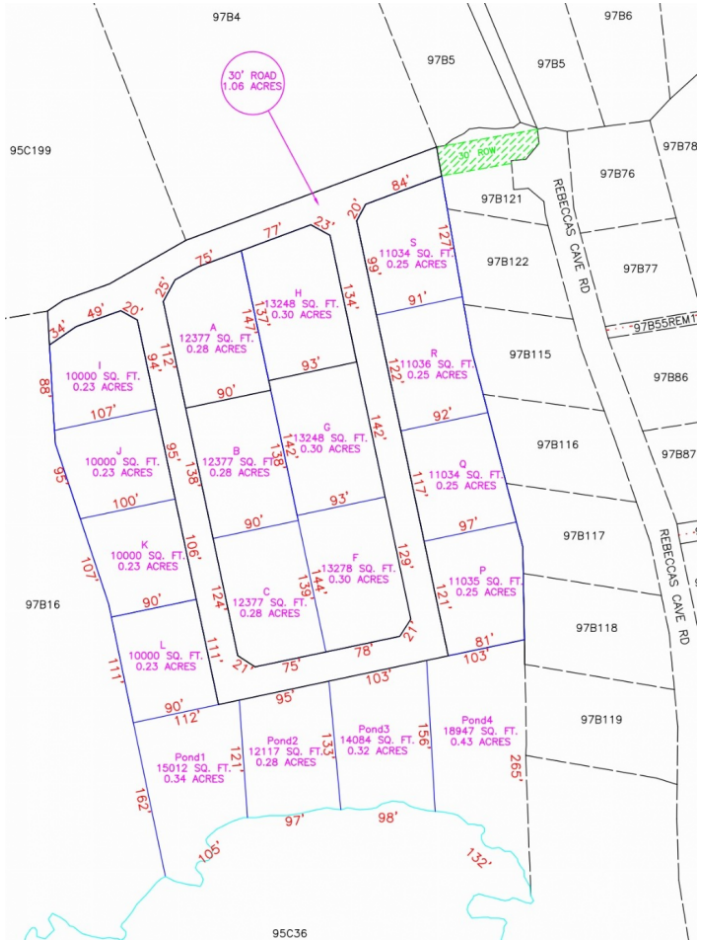 97B4
97B6
97B5
97B5
30' ROAD
1.06 ACRES
95C199
30' ROW
97B78
97B76
84'
20'
23'
77'
75'
25'
97B121
REBECCAS CAVE RD
S
11034 SQ. FT.
0.25 ACRES
127'
99'
97B122
97B77
H
13248 SQ. FT.
0.30 ACRES
134'
137'
147'
A
12377 SQ. FT.
0.28 ACRES
112'
20'
49'
34'
91'
97B55REM1
I
10000 SQ. FT.
0.23 ACRES
94'
88'
R
11036 SQ. FT.
0.25 ACRES
122'
97B115
93'
97B86
90'
107'
92'
G
13248 SQ. FT.
0.30 ACRES
142'
142'
138'
97B116
97B87
J
10000 SQ. FT.
0.23 ACRES
95'
95'
B
12377 SQ. FT.
0.28 ACRES
138'
Q
11034 SQ. FT.
0.25 ACRES
117'
100'
93'
90'
97'
97B117
REBECCAS CAVE RD
K
10000 SQ. FT.
0.23 ACRES
106'
107'
F
13278 SQ. FT.
0.30 ACRES
129'
144'
139'
P
11035 SQ. FT.
0.25 ACRES
121'
C
12377 SQ. FT.
0.28 ACRES
124'
97B16
90'
97B118
L
10000 SQ. FT.
0.23 ACRES
111'
111'
21'
81'
78'
103'
75'
21'
103'
95'
90'
112'
97B119
Pond1
15012 SQ. FT.
0.34 ACRES
121'
Pond2
12117 SQ. FT.
0.28 ACRES
133'
Pond3
14084 SQ. FT.
0.32 ACRES
156'
Pond4
18947 SQ. FT.
0.43 ACRES
265'
162'
97'
98'
105'
132'
95C36